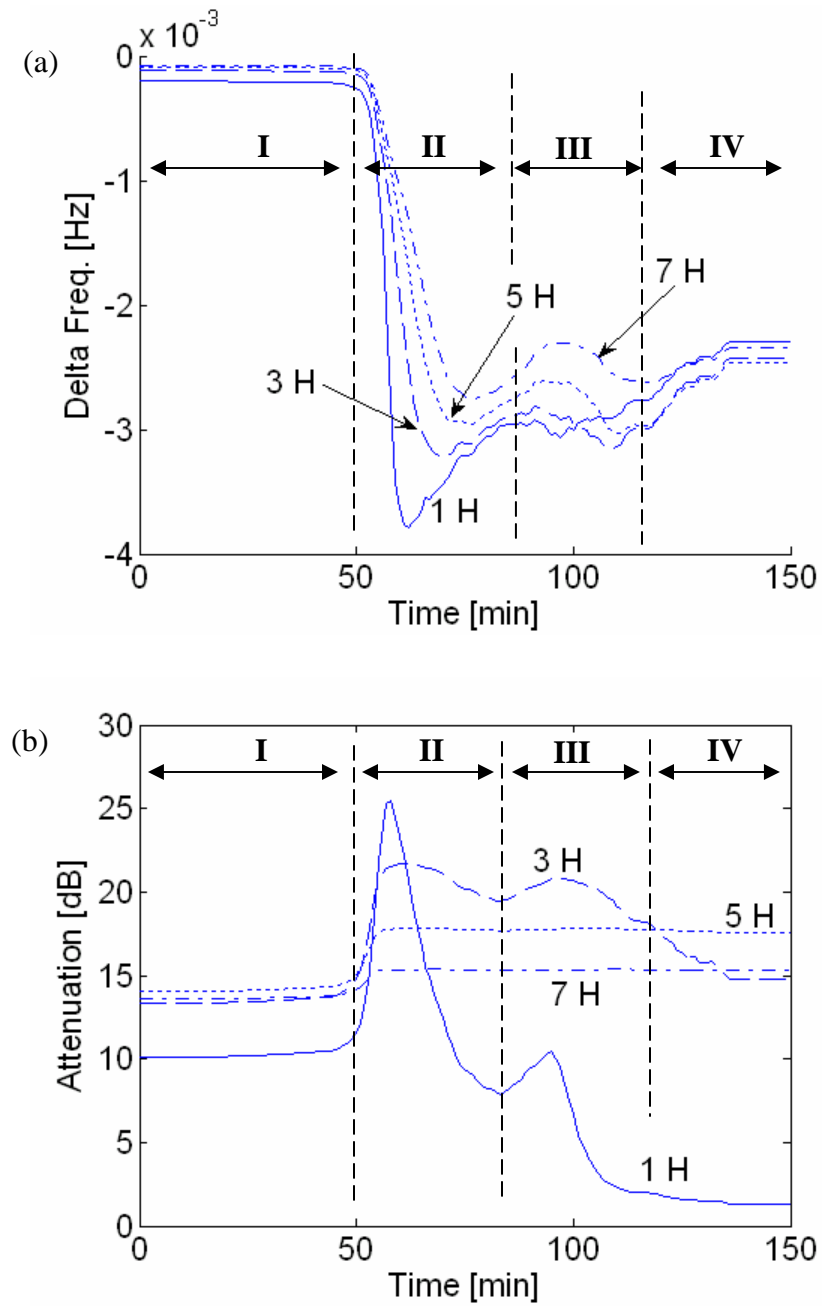 (a)
x 10-3
0
-1
-2
-3
-4
Delta Freq. [Hz]
I II III IV
7 H
5 H
3 H
1 H
0 50 100 150
Time [min]
(b)
30
25
20
15
10
5
0
Attenuation [dB]
I II III IV
3 H
5 H
7 H
1 H
0 50 100 150
Time [min]